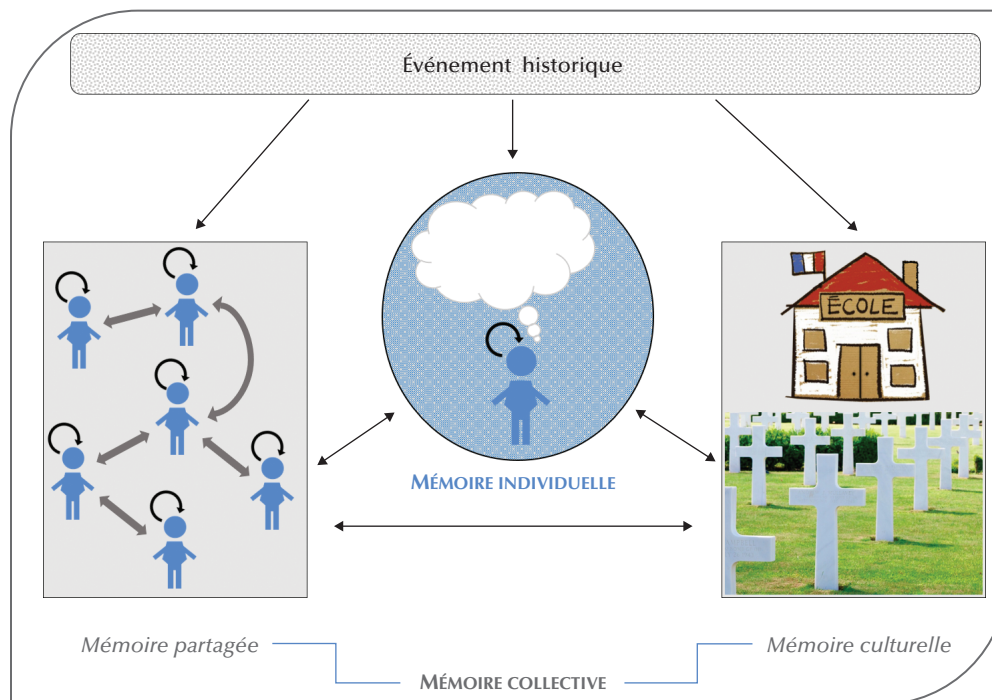 Événement historique
ÉCOLE
MÉMOIRE INDIVIDUELLE
Mémoire partagée
Mémoire culturelle
MÉMOIRE COLLECTIVE